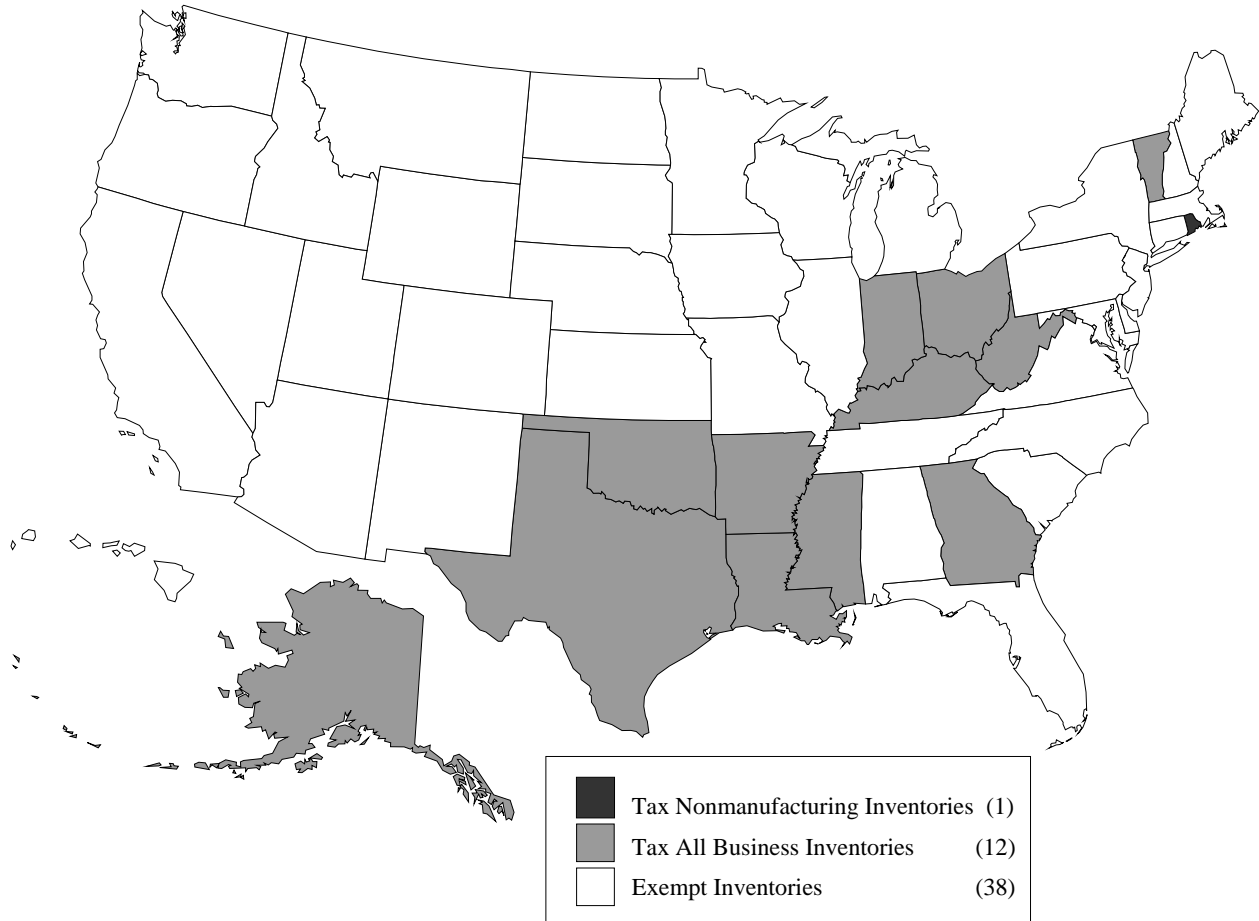 Tax Nonmanufacturing Inventories (1)
Tax All Business Inventories (12)
Exempt Inventories (38)